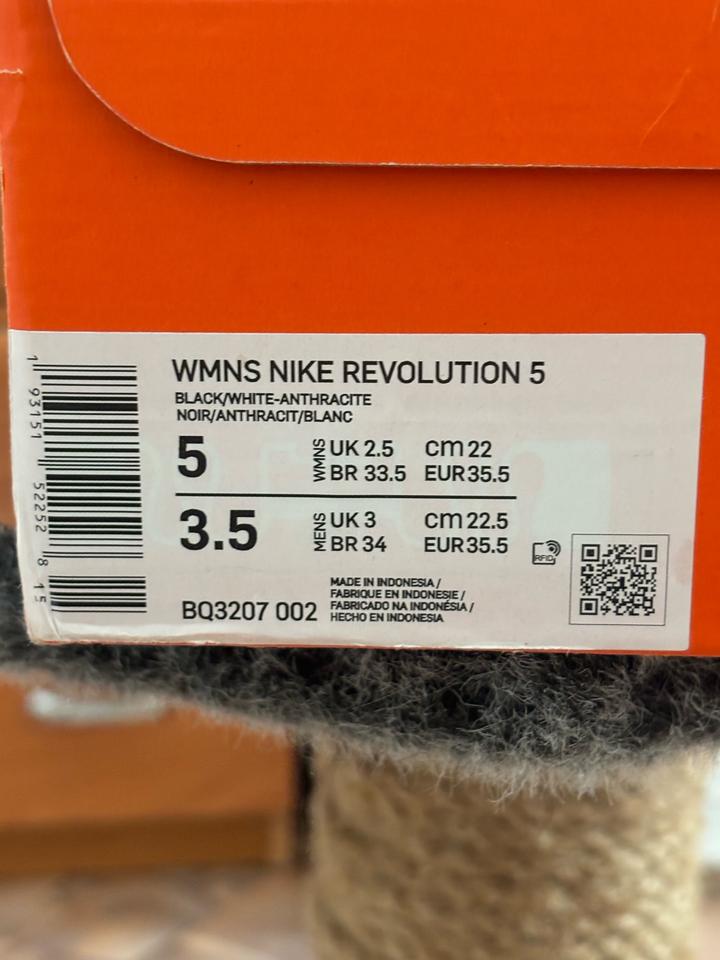 WMNS NIKE REVOLUTION 5
BLACK/WHITE-ANTHRACITE
NOIR/ANTHRACIT/BLANC
5 WMNS UK 2.5 cm 22
BR 33.5 EUR 35.5
3.5 MENS UK 3 cm 22.5
BR 34 EUR 35.5
RFID
BQ3207 002
MADE IN INDONESIA /
FABRIQUE EN INDONESIE /
FABRICADO NA INDONÉSIA /
HECHO EN INDONESIA
1 93151 52252 8 15